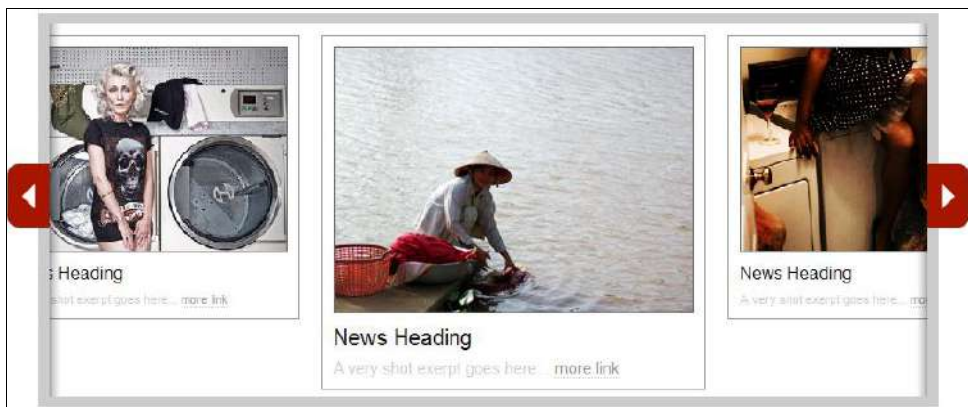 s Heading
shot exerpt goes here... more link
News Heading
A very shot exerpt goes here... more link
News Heading
A very shot exerpt goes here...